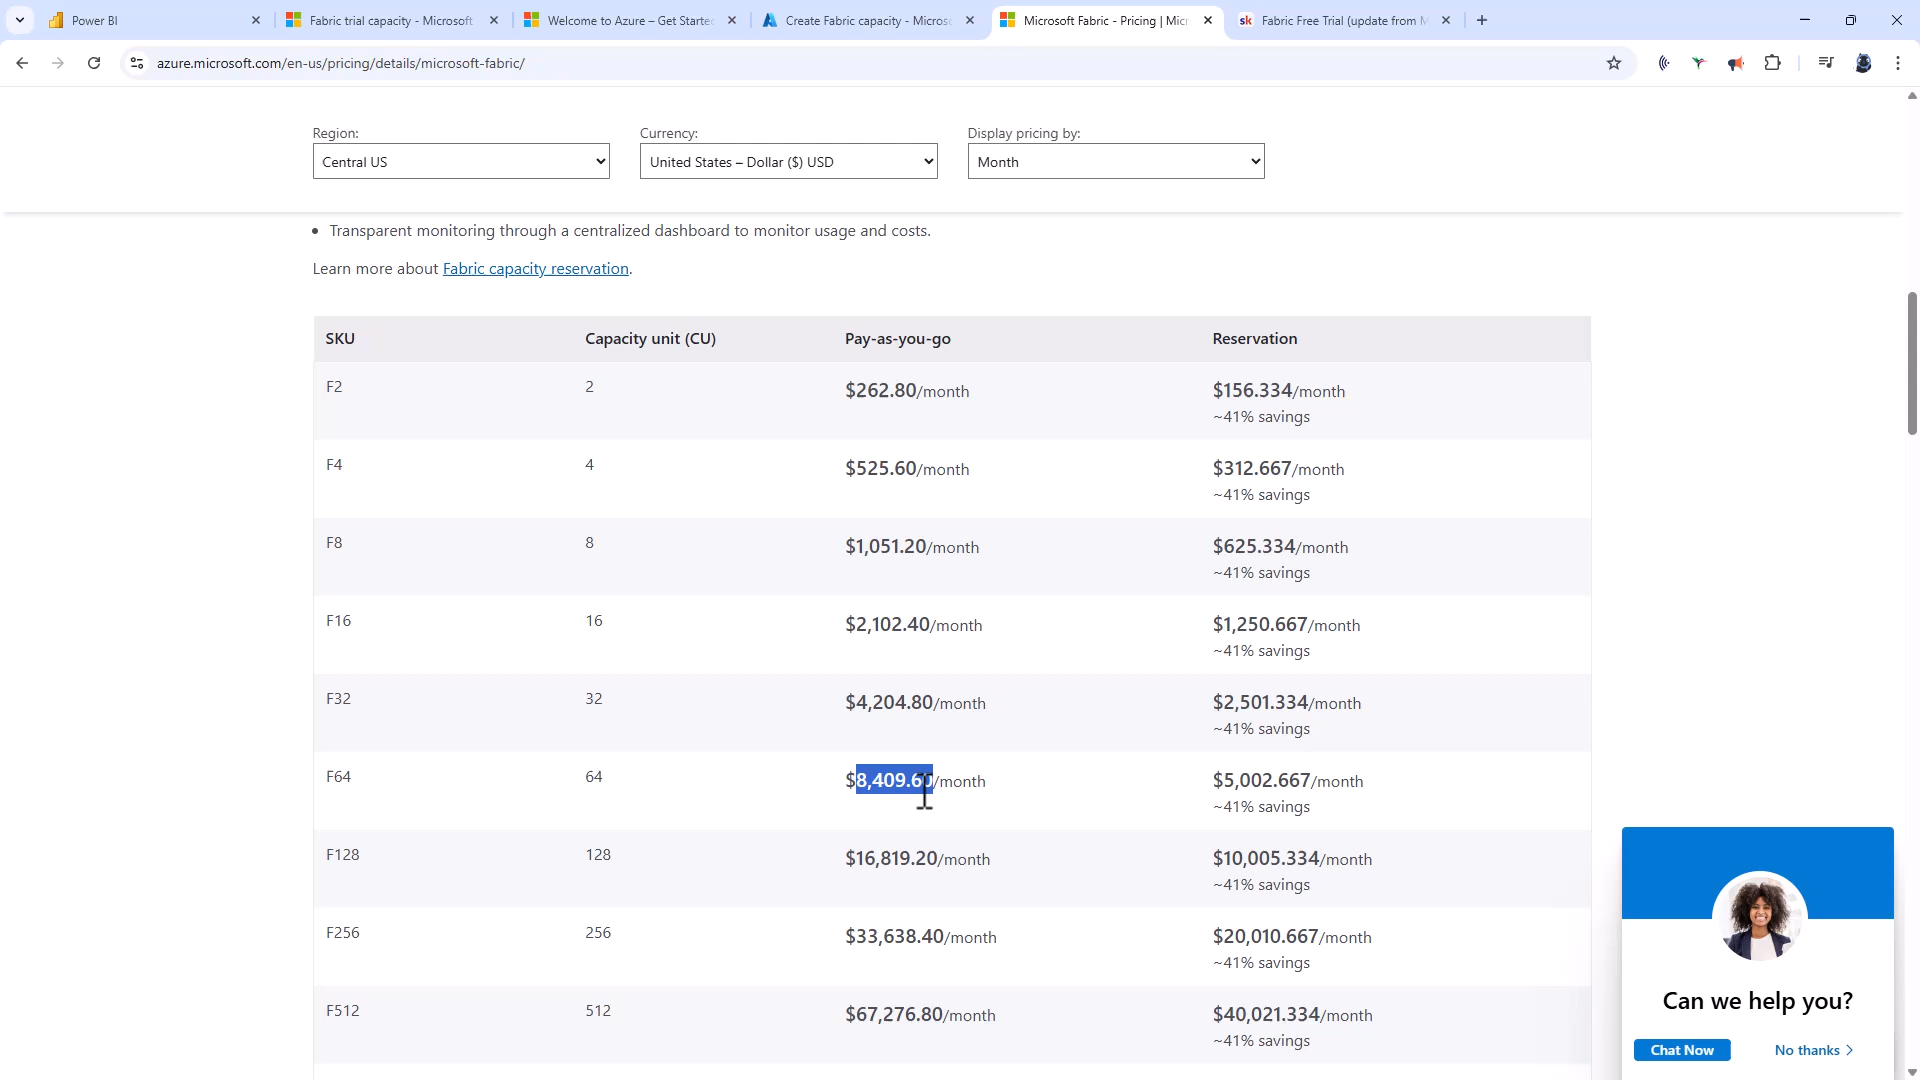 Power BI
Fabric trial capacity - Microsoft
Welcome to Azure – Get Starte
Create Fabric capacity - Micros
Microsoft Fabric - Pricing | Micr
sk Fabric Free Trial (update from M
azure.microsoft.com/en-us/pricing/details/microsoft-fabric/
Region: Currency: Display pricing by:
Central US United States – Dollar ($) USD Month
• Transparent monitoring through a centralized dashboard to monitor usage and costs.
Learn more about Fabric capacity reservation.
SKU Capacity unit (CU) Pay-as-you-go Reservation
F2 2 $262.80/month $156.334/month
~41% savings
F4 4 $525.60/month $312.667/month
~41% savings
F8 8 $1,051.20/month $625.334/month
~41% savings
F16 16 $2,102.40/month $1,250.667/month
~41% savings
F32 32 $4,204.80/month $2,501.334/month
~41% savings
F64 64 $8,409.60/month $5,002.667/month
~41% savings
F128 128 $16,819.20/month $10,005.334/month
~41% savings
F256 256 $33,638.40/month $20,010.667/month
~41% savings
F512 512 $67,276.80/month $40,021.334/month
~41% savings
Can we help you?
Chat Now No thanks